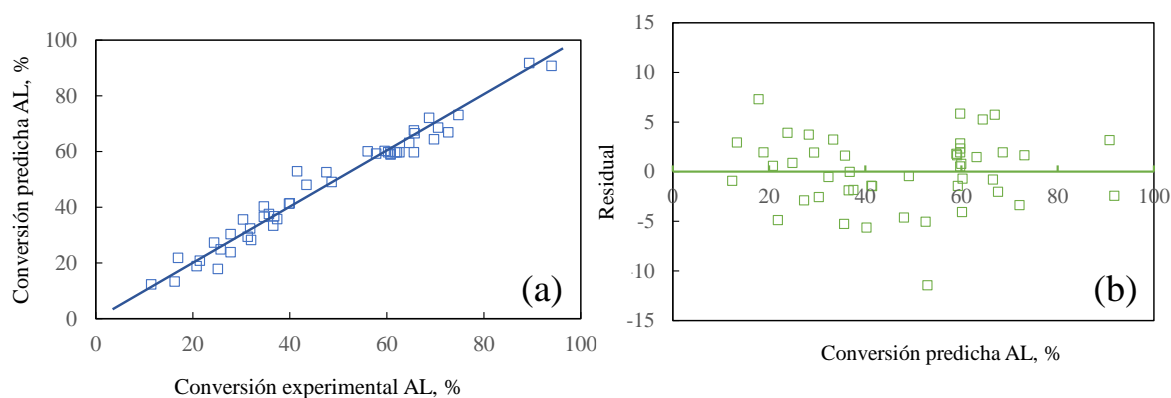 Conversión predicha AL, %
100
80
60
40
20
0
0 20 40 60 80 100
Conversión experimental AL, %
(a)
Residual
15
10
5
0
-5
-10
-15
0 20 40 60 80 100
Conversión predicha AL, %
(b)